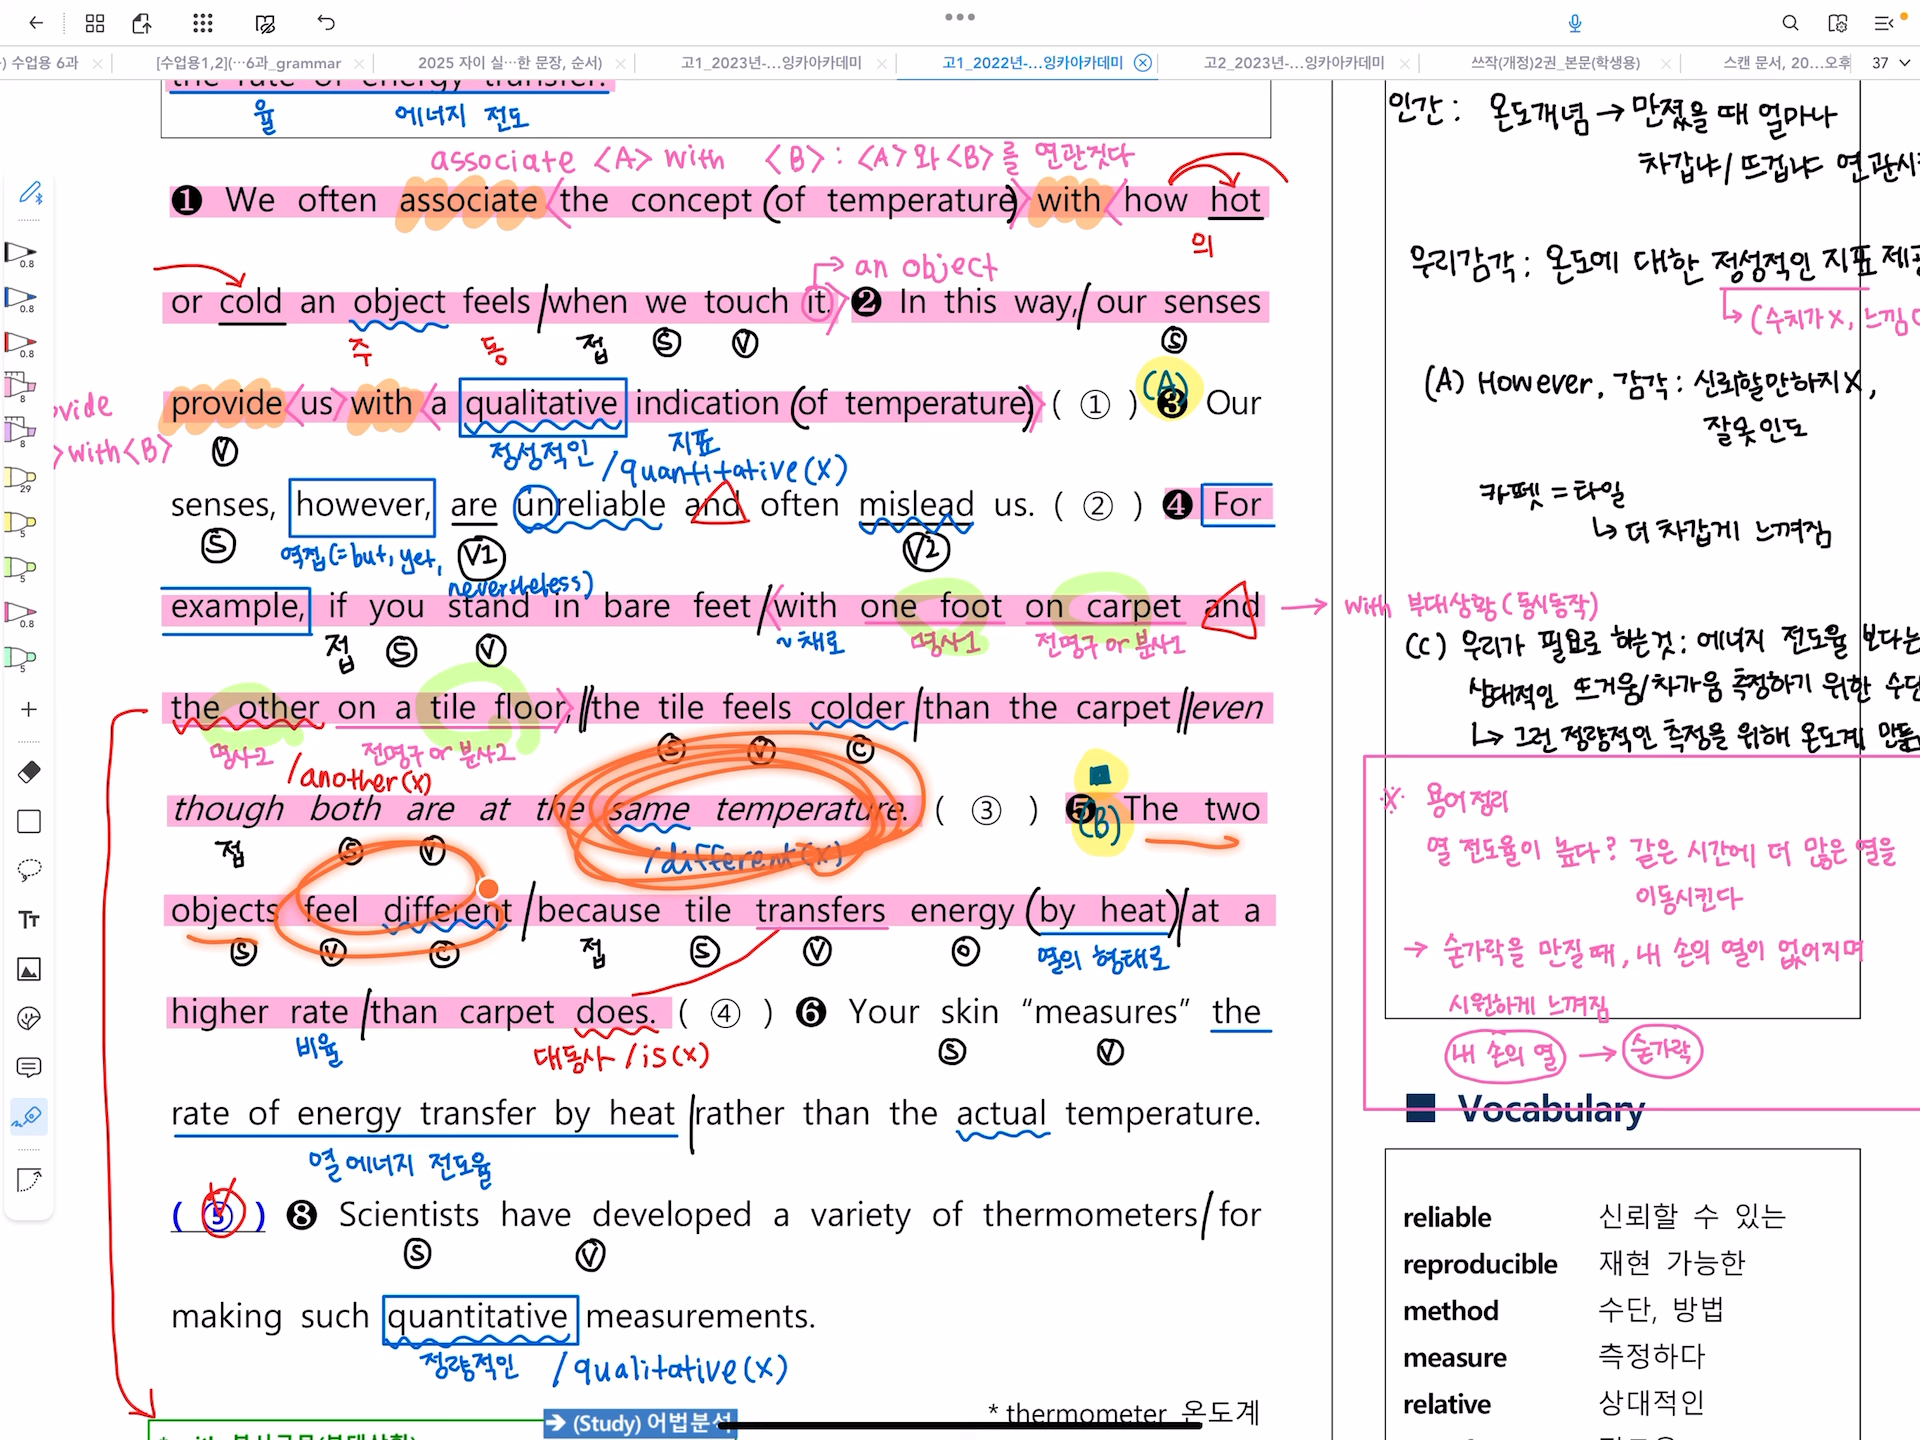 ) 수업용 6과
[수업용1,2](…6과_grammar
2025 자이 실…한 문장, 순서)
고1_2023년-…잉카아카데미
고1_2022년-…잉카아카데미
고2_2023년-…잉카아카데미
쓰작(개정)2권_본문(학생용)
스캔 문서, 20…오후
37
the rate of energy transfer.
율 에너지 전도
associate <A> with <B> : <A>와 <B>를 연관짓다
❶ We often associate the concept (of temperature) with how hot
의
an object
or cold an object feels / when we touch it. ❷ In this way, / our senses
주 동 접 S V S
(A)
provide us with a qualitative indication (of temperature.) ( ① ) ❸ Our
ovide
>with<B>
V 정성적인 지표
/quantitative(x)
senses, however, are unreliable and often mislead us. ( ② ) ❹ For
S 역접(=but, yet, nevertheless) V1 V2
example, if you stand in bare feet / with one foot on carpet and
접 S V ~채로 명사1 전명구 or 분사1
the other on a tile floor, // the tile feels colder / than the carpet // even
명사2 전명구 or 분사2 S V C
/another(x)
though both are at the same temperature. ( ③ ) ❺ The two
(B)
접 S V /different(x)
objects feel different / because tile transfers energy (by heat) / at a
S V C 접 S V O 열의 형태로
higher rate / than carpet does. ( ④ ) ❻ Your skin “measures” the
비율 대동사 /is(x) S V
rate of energy transfer by heat / rather than the actual temperature.
열 에너지 전도율
( ⑤ ) ❽ Scientists have developed a variety of thermometers / for
S V
making such quantitative measurements.
정량적인 /qualitative(x)
* thermometer 온도계
➔ (Study) 어법분석
인간 : 온도개념 → 만졌을 때 얼마나
차갑냐/뜨겁냐 연관시
우리감각 : 온도에 대한 정성적인 지표 제공
↳ (수치가 X, 느낌
(A) However, 감각 : 신뢰할만하지X,
잘못 인도
카펫 = 타일
↳ 더 차갑게 느껴짐
→ with 부대상황(동시동작)
(C) 우리가 필요로 하는것 : 에너지 전도율 보다는
상대적인 뜨거움/차가움 측정하기 위한 수단
↳ 그런 정량적인 측정을 위해 온도계 만듦
※ 용어정리
열 전도율이 높다? 같은 시간에 더 많은 열을
이동시킨다
→ 숟가락을 만질 때, 내 손의 열이 없어지며
시원하게 느껴짐
내 손의 열 → 숟가락
■ Vocabulary
reliable 신뢰할 수 있는
reproducible 재현 가능한
method 수단, 방법
measure 측정하다
relative 상대적인